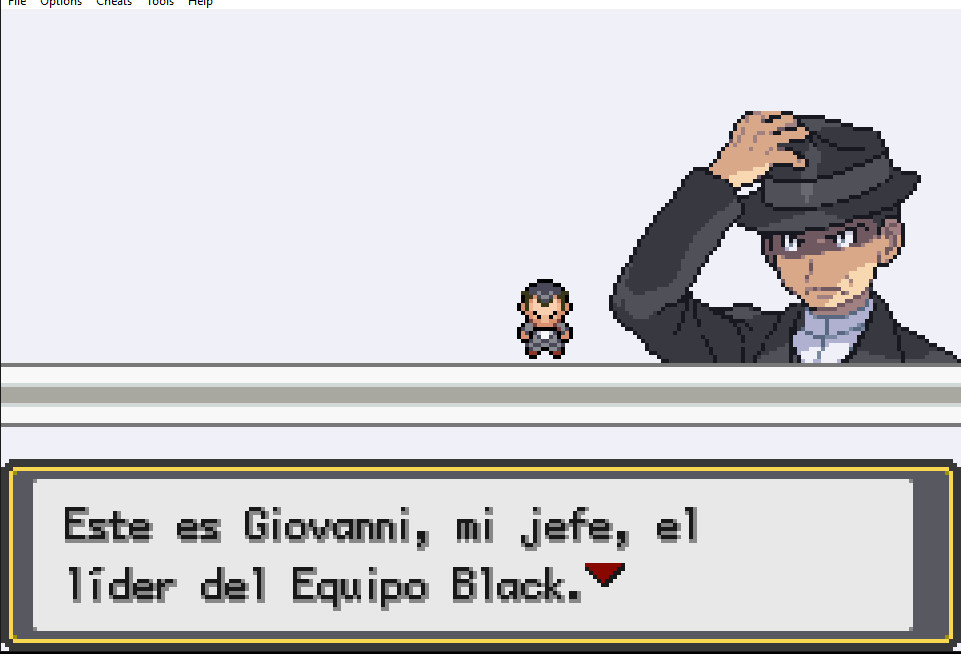 File Options Cheats Tools Help
Este es Giovanni, mi jefe, el
líder del Equipo Black.